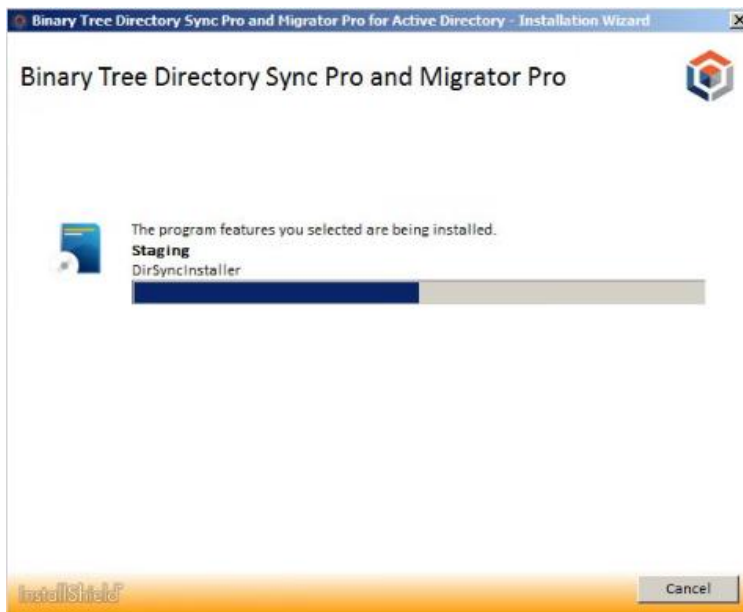 Binary Tree Directory Sync Pro and Migrator Pro for Active Directory - Installation Wizard
Binary Tree Directory Sync Pro and Migrator Pro
The program features you selected are being installed.
Staging
DirSyncInstaller
InstallShield
Cancel